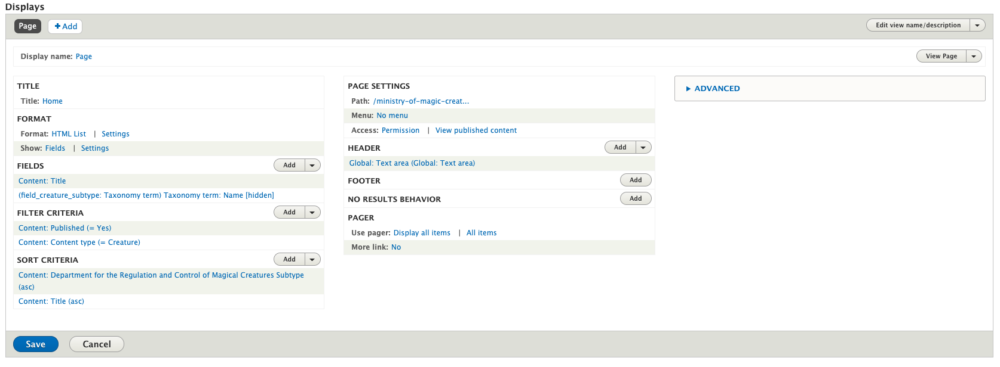 Displays
Page
+ Add
Edit view name/description
Display name: Page
View Page
TITLE
Title: Home
FORMAT
Format: HTML List | Settings
Show: Fields | Settings
FIELDS
Add
Content: Title
(field_creature_subtype: Taxonomy term) Taxonomy term: Name [hidden]
FILTER CRITERIA
Add
Content: Published (= Yes)
Content: Content type (= Creature)
SORT CRITERIA
Add
Content: Department for the Regulation and Control of Magical Creatures Subtype
(asc)
Content: Title (asc)
PAGE SETTINGS
Path: /ministry-of-magic-creat...
Menu: No menu
Access: Permission | View published content
HEADER
Add
Global: Text area (Global: Text area)
FOOTER
Add
NO RESULTS BEHAVIOR
Add
PAGER
Use pager: Display all items | All items
More link: No
ADVANCED
Save
Cancel